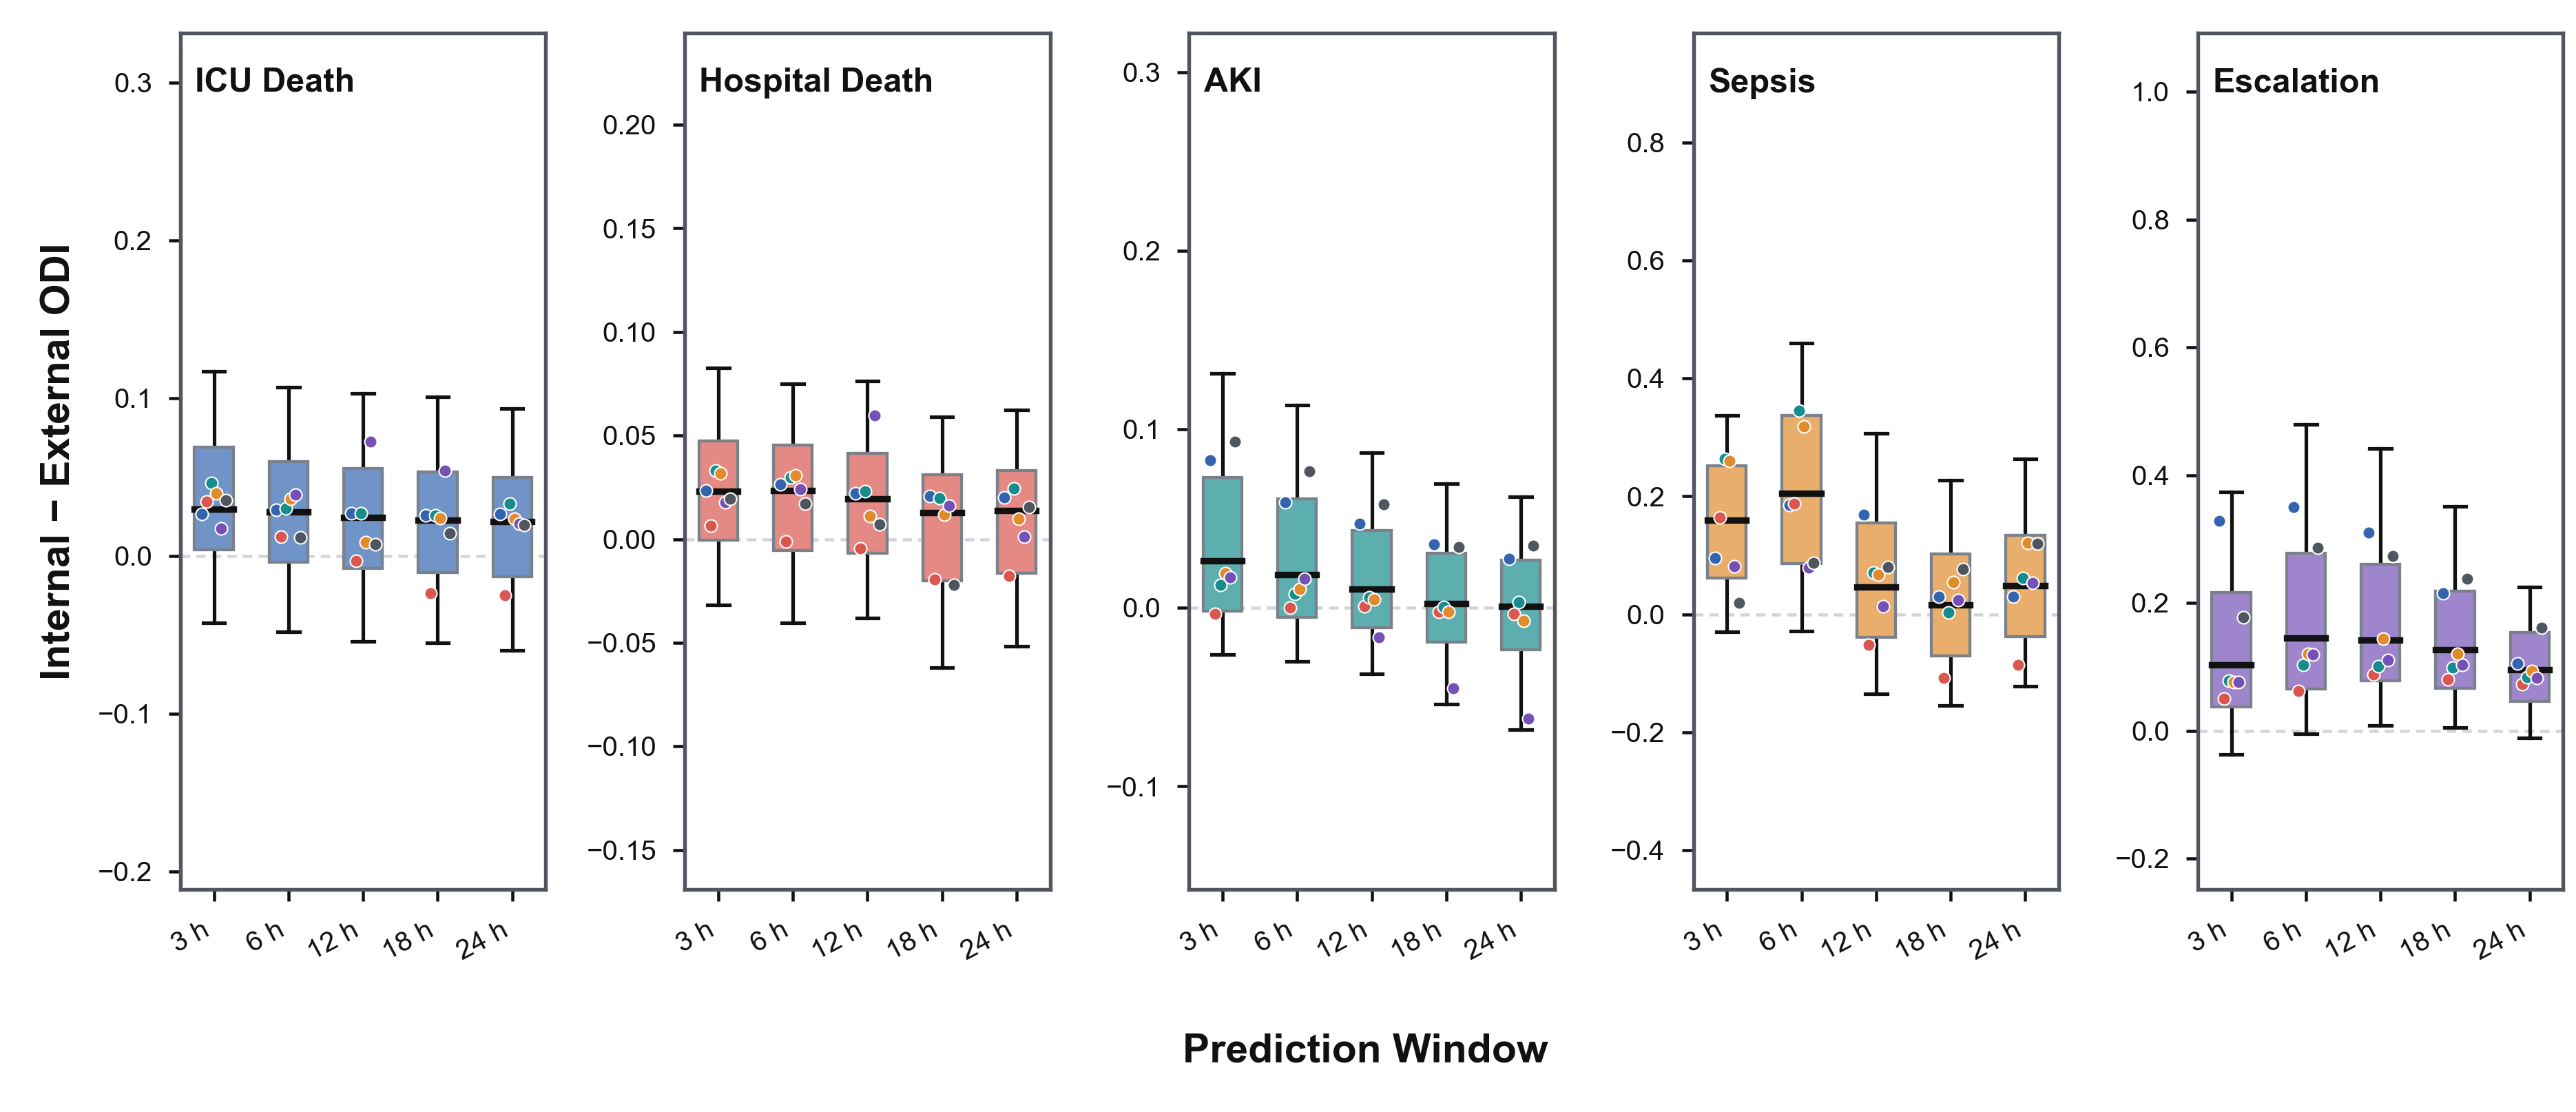 Internal − External ODI
ICU Death
0.3
0.2
0.1
0.0
−0.1
−0.2
3 h
6 h
12 h
18 h
24 h
Hospital Death
0.20
0.15
0.10
0.05
0.00
−0.05
−0.10
−0.15
3 h
6 h
12 h
18 h
24 h
AKI
0.3
0.2
0.1
0.0
−0.1
3 h
6 h
12 h
18 h
24 h
Sepsis
0.8
0.6
0.4
0.2
0.0
−0.2
−0.4
3 h
6 h
12 h
18 h
24 h
Escalation
1.0
0.8
0.6
0.4
0.2
0.0
−0.2
3 h
6 h
12 h
18 h
24 h
Prediction Window